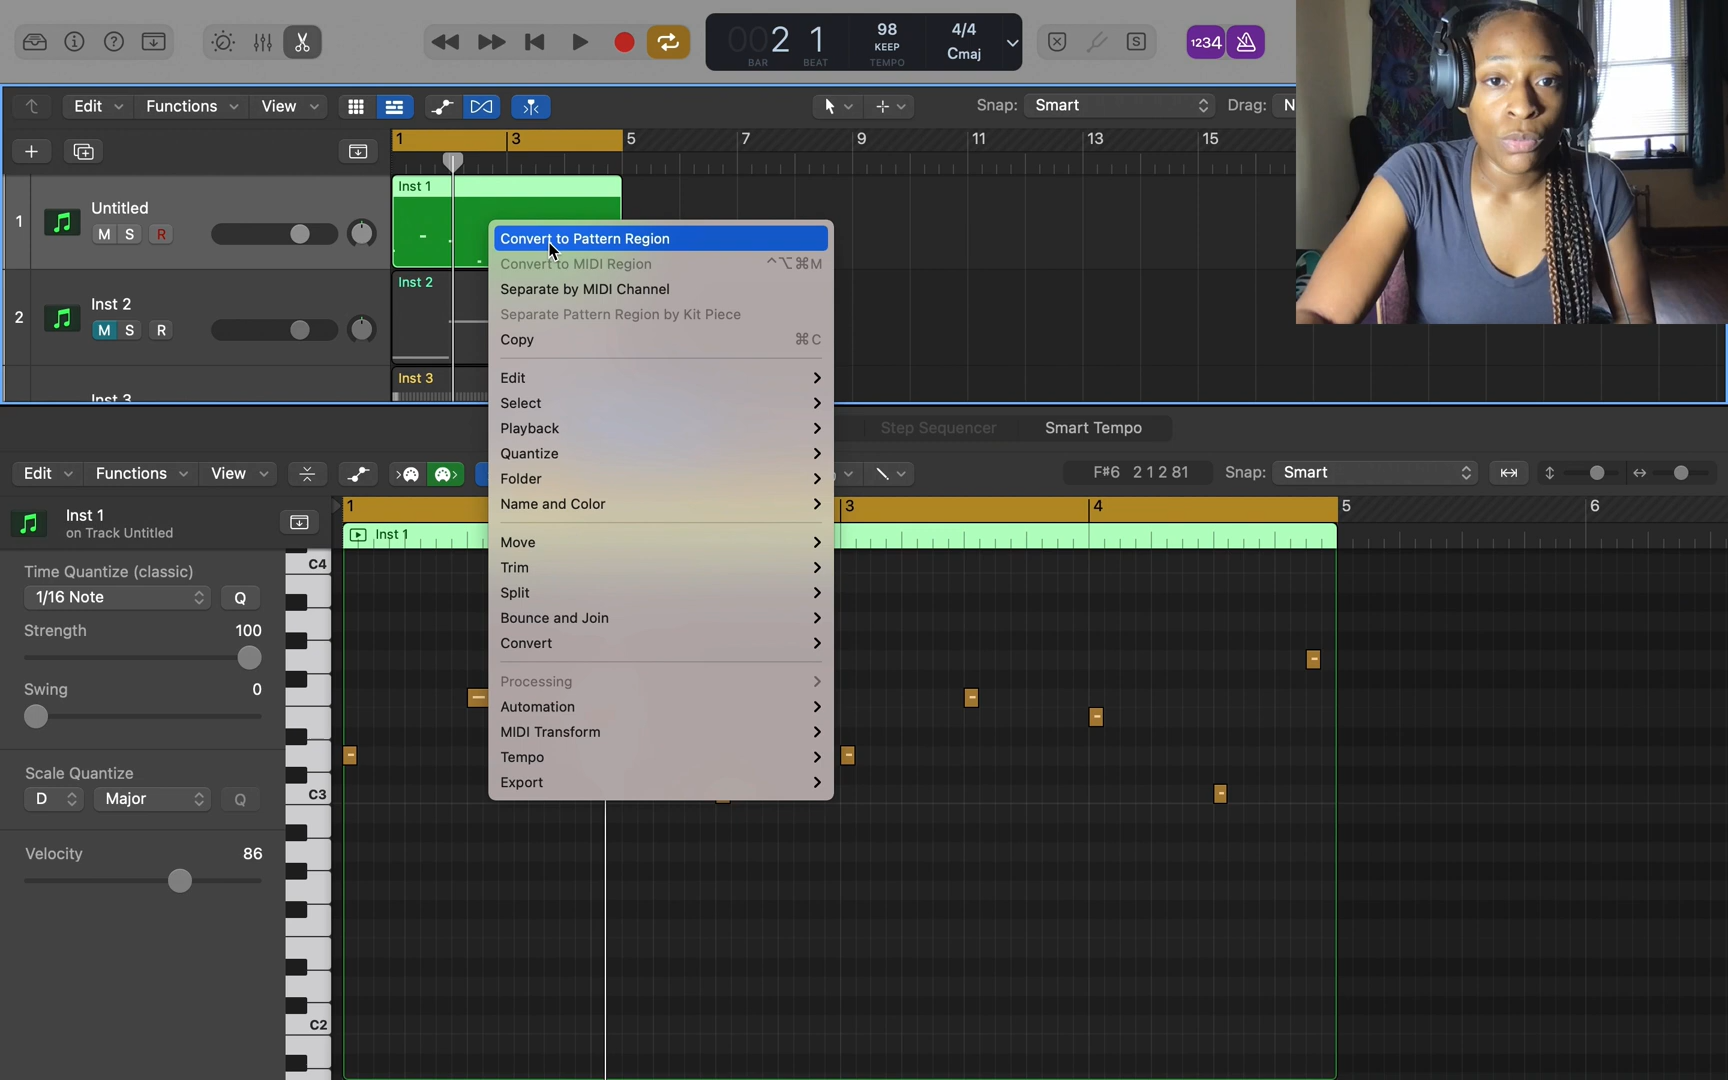 002 1
98
KEEP
4/4
Cmaj
BAR BEAT TEMPO
1234
S
Edit Functions View
Snap: Smart Drag: N
1 3 5 7 9 11 13 15
1
Untitled
M S R
Inst 1
2
Inst 2
M S R
Inst 2
Inst 3
Inst 3
Convert to Pattern Region
Convert to MIDI Region ⌃⌥⌘M
Separate by MIDI Channel
Separate Pattern Region by Kit Piece
Copy ⌘C
Edit
Select
Playback
Quantize
Folder
Name and Color
Move
Trim
Split
Bounce and Join
Convert
Processing
Automation
MIDI Transform
Tempo
Export
Step Sequencer Smart Tempo
Edit Functions View
F#6 2 1 2 81 Snap: Smart
1 3 4 5 6
Inst 1
on Track Untitled
Inst 1
Time Quantize (classic)
1/16 Note Q
Strength 100
Swing 0
Scale Quantize
D Major Q
Velocity 86
C4
C3
C2